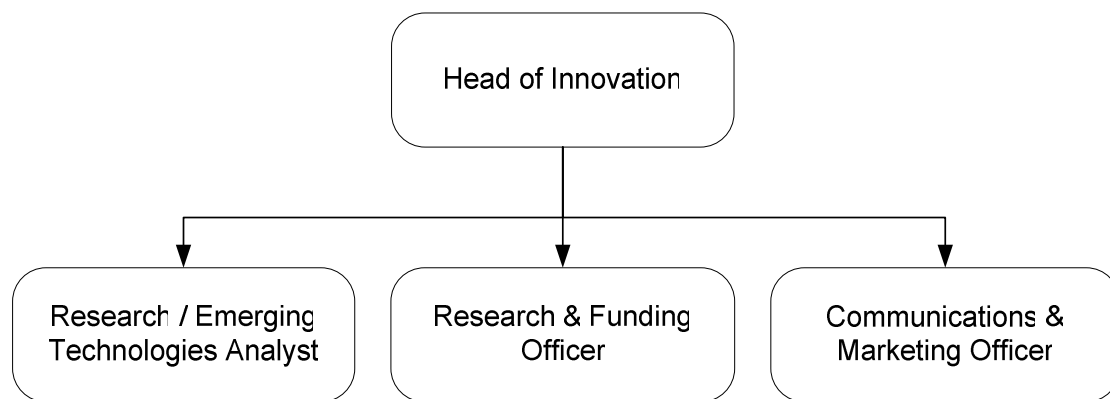 Head of Innovation
Research / Emerging
Technologies Analyst
Research & Funding
Officer
Communications &
Marketing Officer